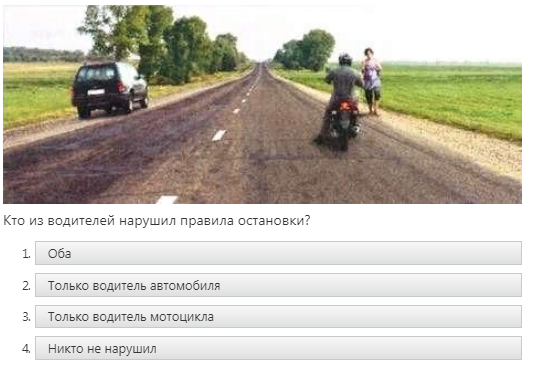 Кто из водителей нарушил правила остановки?
1. Оба
2. Только водитель автомобиля
3. Только водитель мотоцикла
4. Никто не нарушил